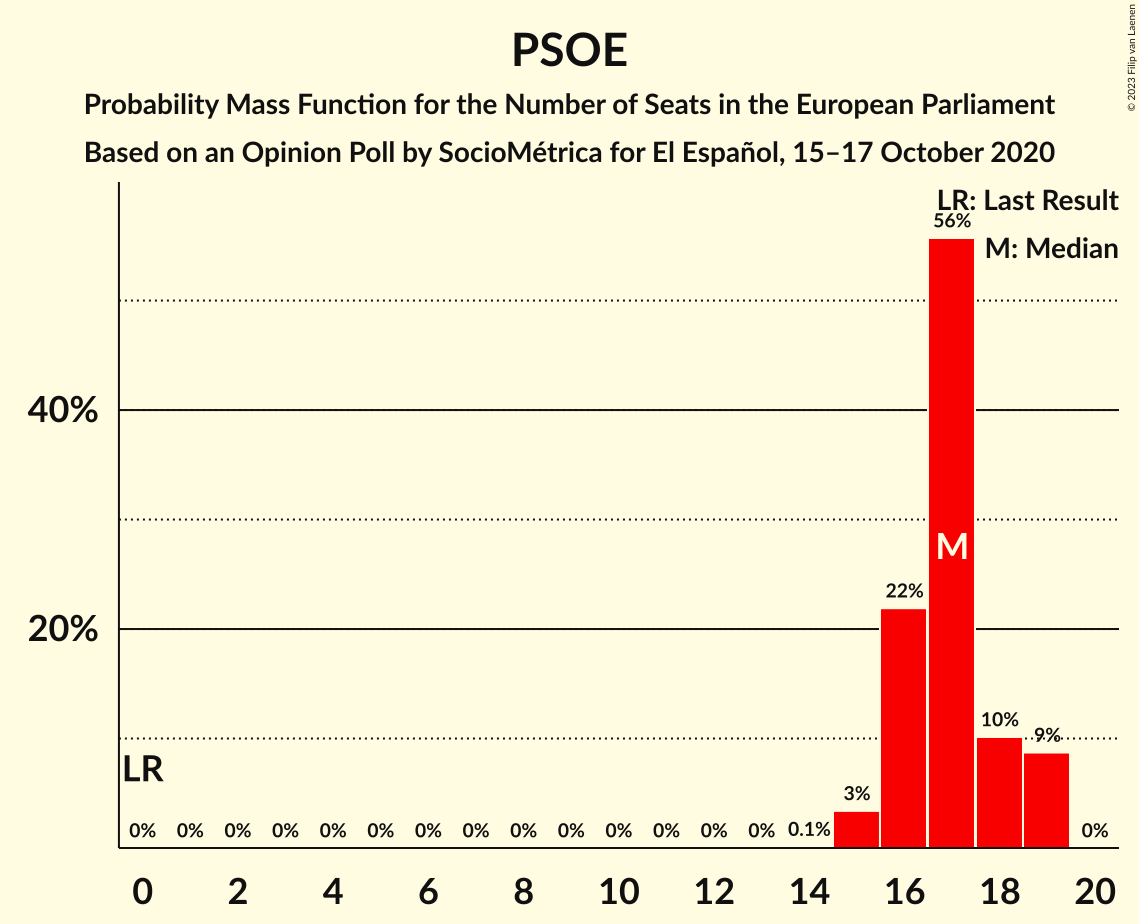 PSOE
Probability Mass Function for the Number of Seats in the European Parliament
Based on an Opinion Poll by SocioMétrica for El Español, 15–17 October 2020
© 2023 Filip van Laenen
LR: Last Result
M: Median
56%
40%
M
22%
20%
10%
9%
LR
3%
0% 0% 0% 0% 0% 0% 0% 0% 0% 0% 0% 0% 0% 0% 0.1% 0%
0 2 4 6 8 10 12 14 16 18 20